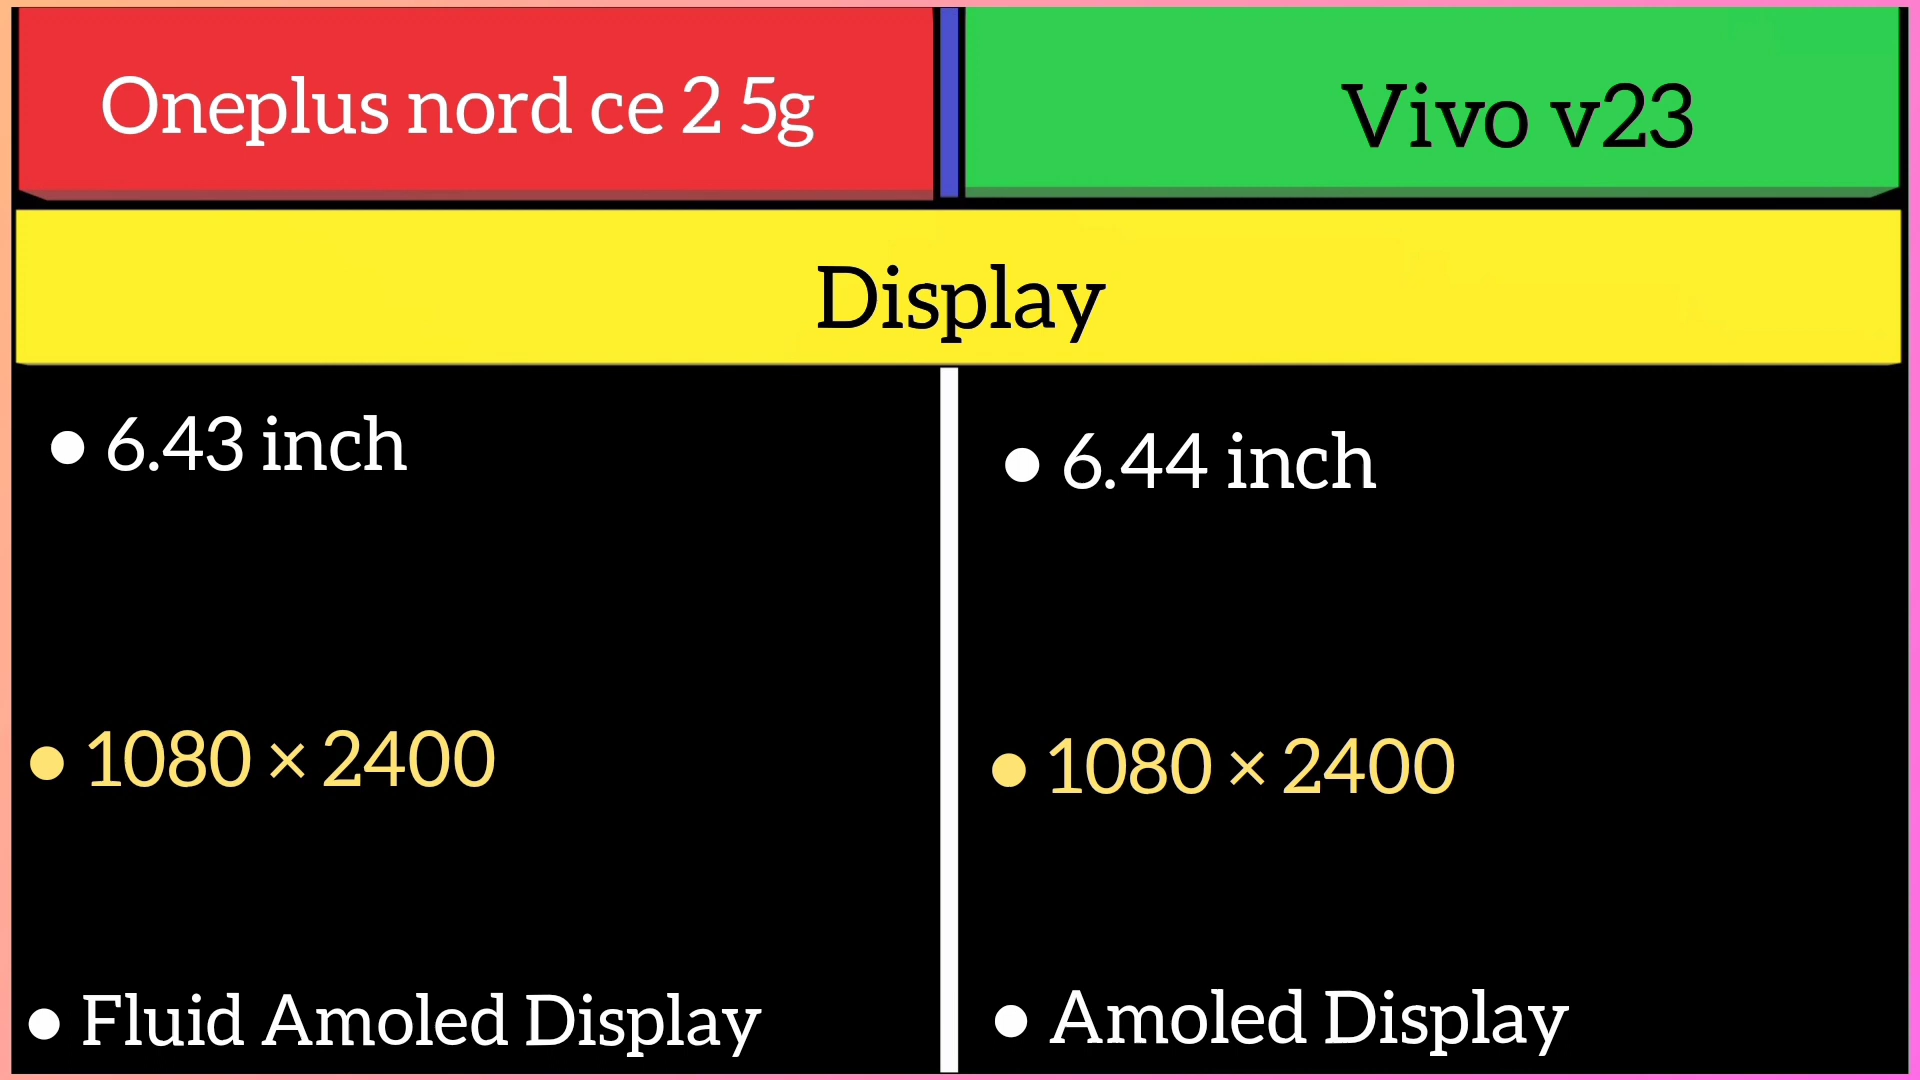 Oneplus nord ce 2 5g
Vivo v23
Display
• 6.43 inch
• 6.44 inch
• 1080 × 2400
• 1080 × 2400
• Fluid Amoled Display
• Amoled Display